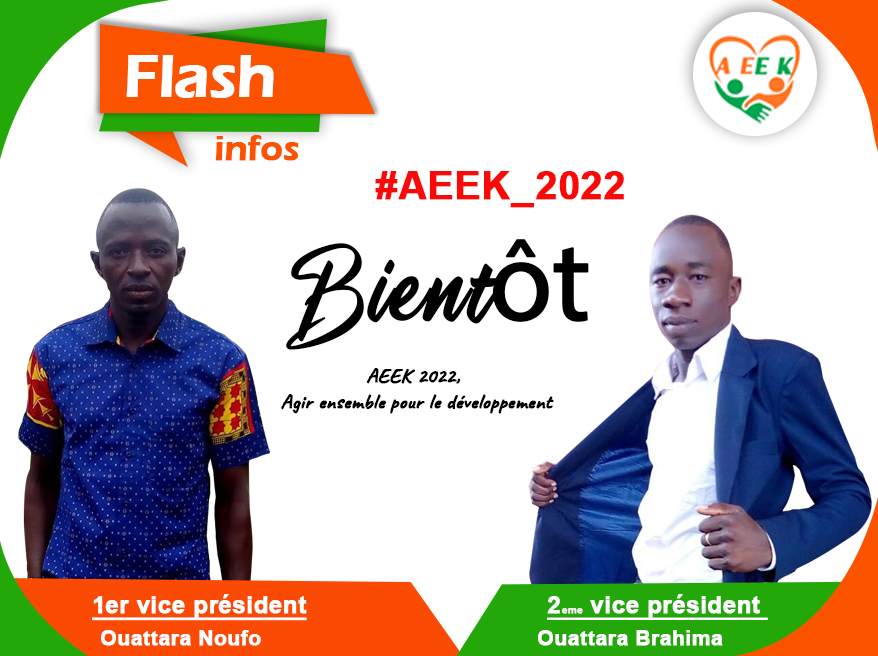 Flash
infos
A EE K
#AEEK_2022
Bientôt
AEEK 2022,
Agir ensemble pour le développement
1er vice président
Ouattara Noufo
2eme vice président
Ouattara Brahima